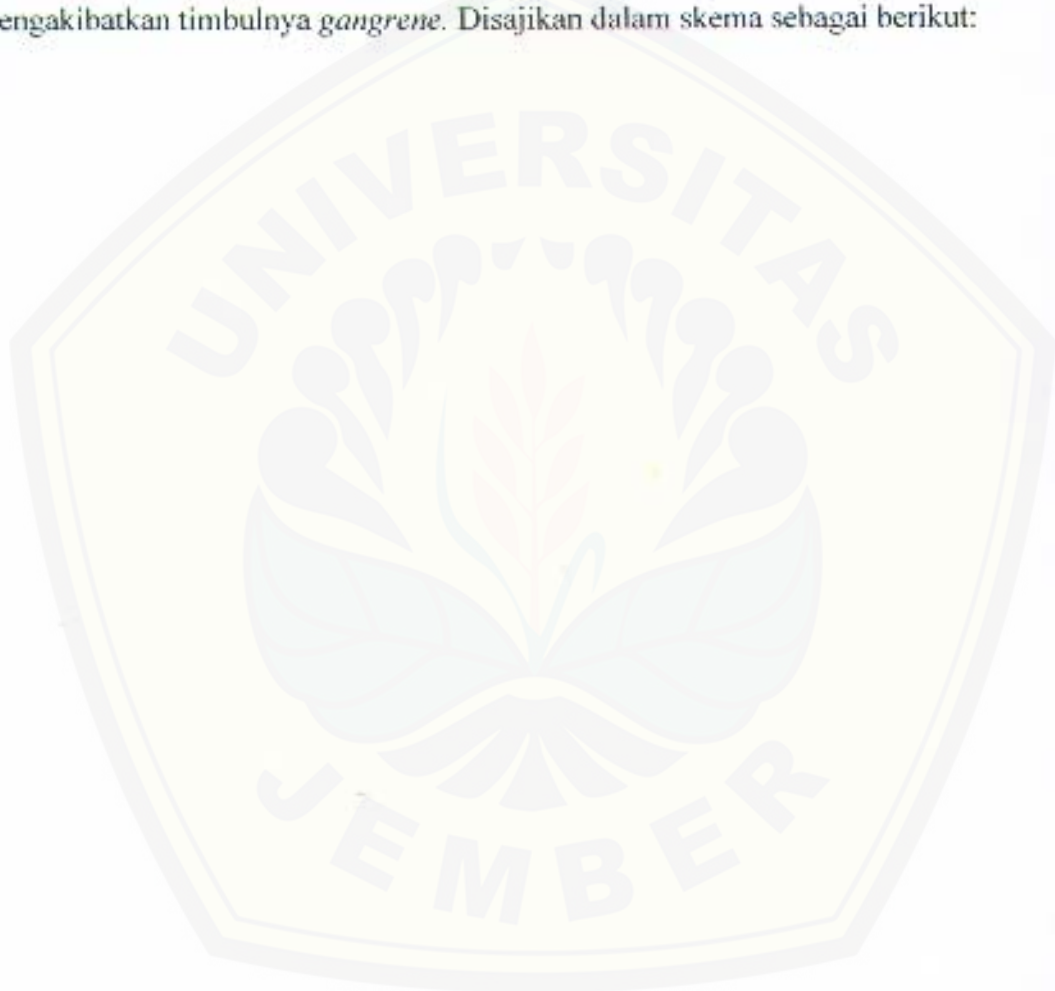 engakibatkan timbulnya gangrene. Disajikan dalam skema sebagai berikut:
UNIVERSITAS
JEMBER